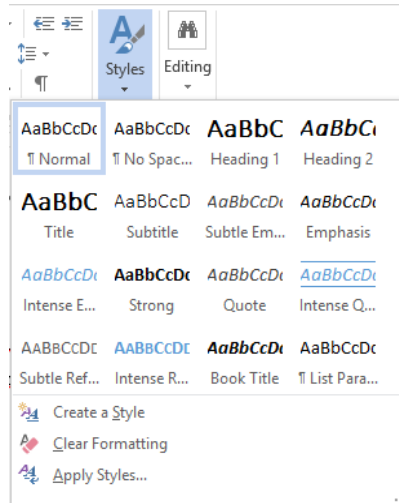 Styles Editing
¶
AaBbCcDc AaBbCcDc AaBbC AaBbCc
¶ Normal ¶ No Spac... Heading 1 Heading 2
AaBbC AaBbCcD AaBbCcDc AaBbCcDc
Title Subtitle Subtle Em... Emphasis
AaBbCcDc AaBbCcDc AaBbCcDc AaBbCcDc
Intense E... Strong Quote Intense Q...
AABBCCDE AABBCCDE AaBbCcDc AaBbCcDc
Subtle Ref... Intense R... Book Title ¶ List Para...
Create a Style
Clear Formatting
Apply Styles...